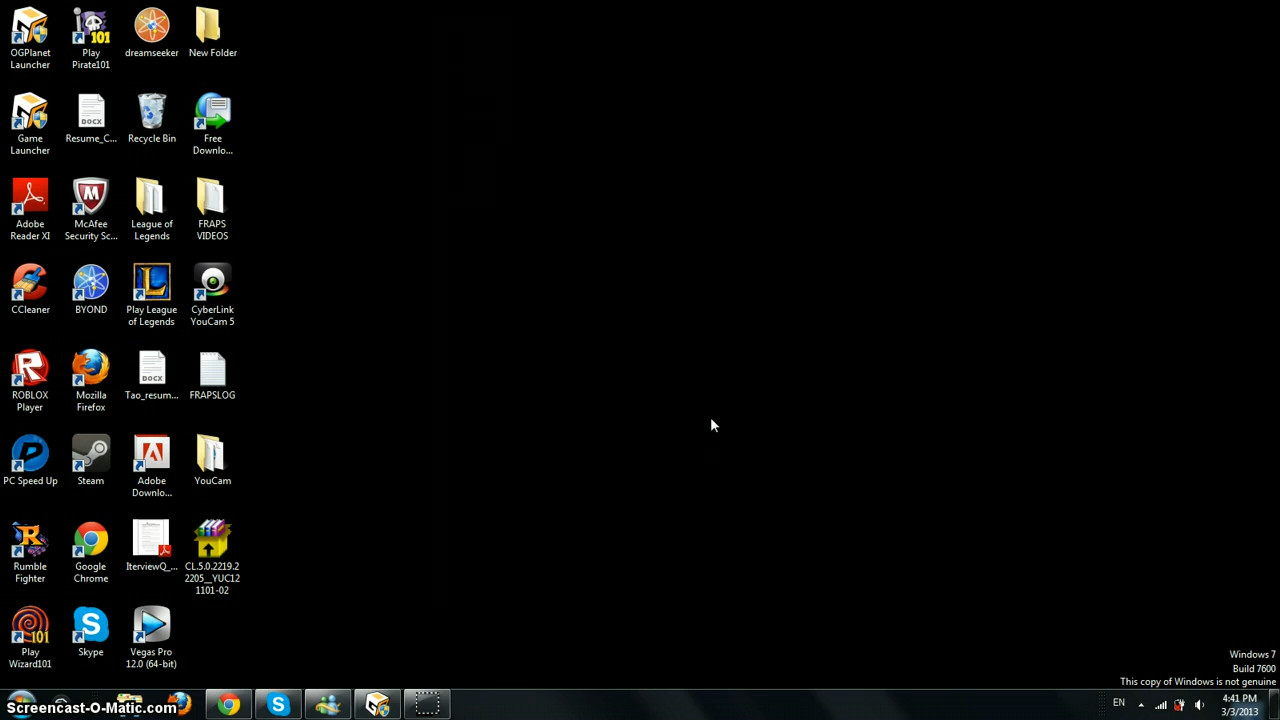 OGPlanet
Launcher
Play
Pirate101
dreamseeker
New Folder
Game
Launcher
Resume_C...
Recycle Bin
Free
Downlo...
Adobe
Reader XI
McAfee
Security Sc...
League of
Legends
FRAPS
VIDEOS
CCleaner
BYOND
Play League
of Legends
CyberLink
YouCam 5
ROBLOX
Player
Mozilla
Firefox
DOCX
Tao_resum...
FRAPSLOG
PC Speed Up
Steam
Adobe
Downlo...
YouCam
Rumble
Fighter
Google
Chrome
IterviewQ_...
CL.5.0.2219.2
2205__YUC12
1101-02
Play
Wizard101
Skype
Vegas Pro
12.0 (64-bit)
Windows 7
Build 7600
This copy of Windows is not genuine
Screencast-O-Matic.com
EN
4:41 PM
3/3/2013